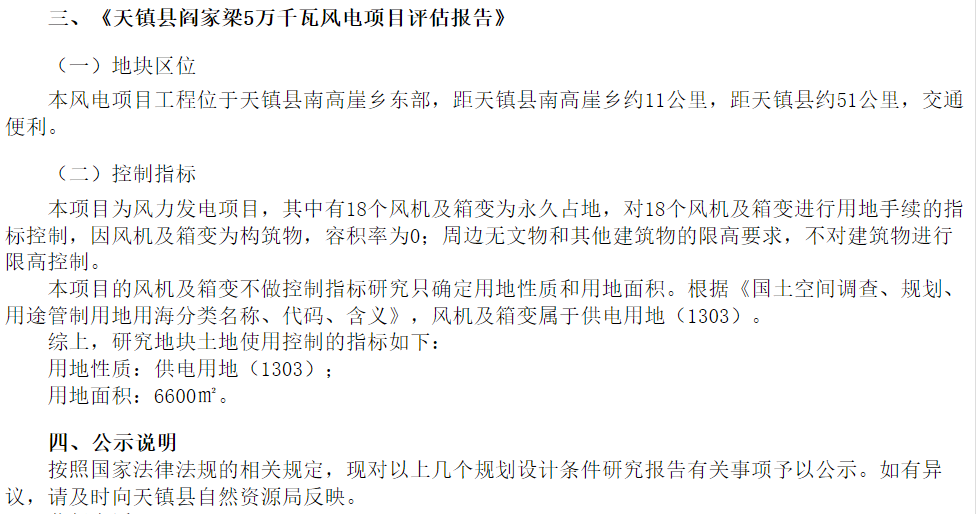 三、《天镇县阎家梁5万千瓦风电项目评估报告》
（一）地块区位
本风电项目工程位于天镇县南高崖乡东部，距天镇县南高崖乡约11公里，距天镇县约51公里，交通
便利。
（二）控制指标
本项目为风力发电项目，其中有18个风机及箱变为永久占地，对18个风机及箱变进行用地手续的指
标控制，因风机及箱变为构筑物，容积率为0；周边无文物和其他建筑物的限高要求，不对建筑物进行
限高控制。
本项目的风机及箱变不做控制指标研究只确定用地性质和用地面积。根据《国土空间调查、规划、
用途管制用地用海分类名称、代码、含义》，风机及箱变属于供电用地（1303）。
综上，研究地块土地使用控制的指标如下：
用地性质：供电用地（1303）；
用地面积：6600㎡。
四、公示说明
按照国家法律法规的相关规定，现对以上几个规划设计条件研究报告有关事项予以公示。如有异
议，请及时向天镇县自然资源局反映。